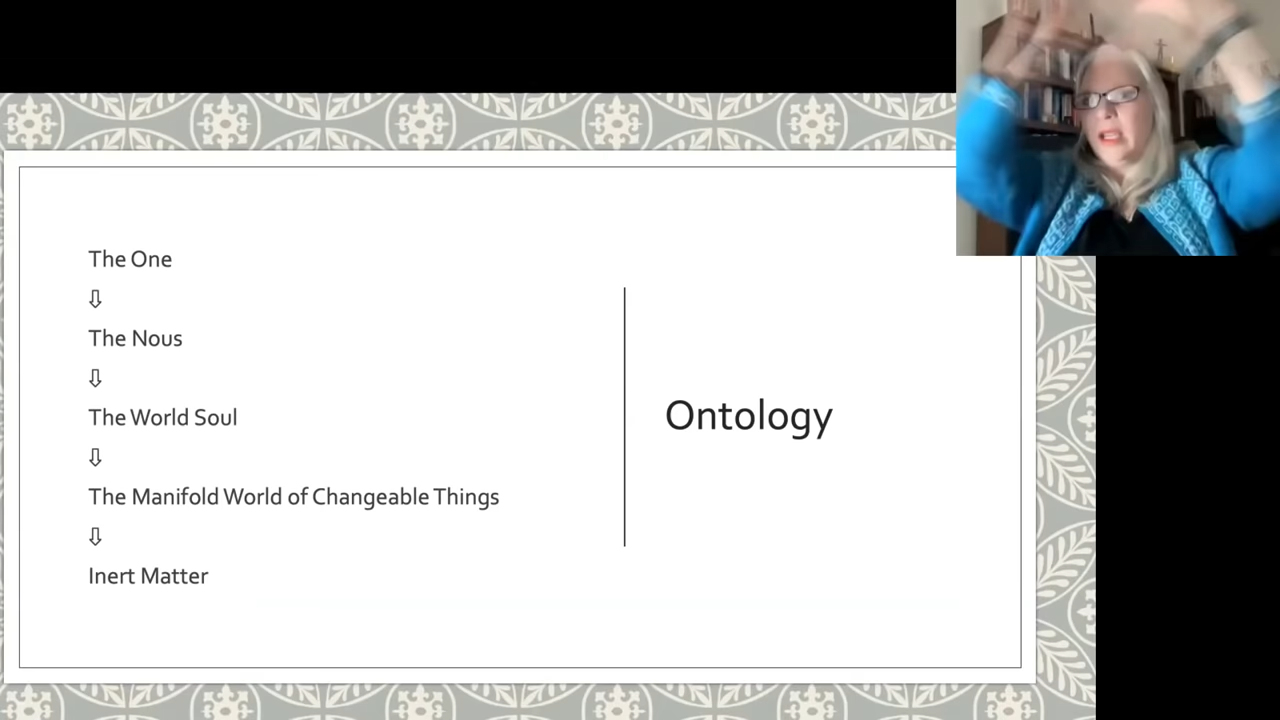 The One
⇩
The Nous
⇩
The World Soul
⇩
The Manifold World of Changeable Things
⇩
Inert Matter
Ontology